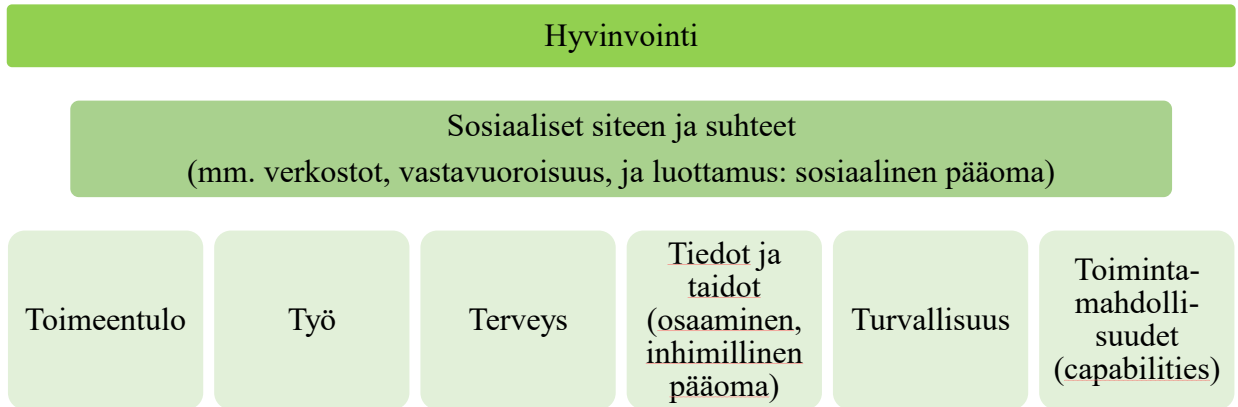 Hyvinvointi
Sosiaaliset siteen ja suhteet
(mm. verkostot, vastavuoroisuus, ja luottamus: sosiaalinen pääoma)
Toimeentulo
Työ
Terveys
Tiedot ja
taidot
(osaaminen,
inhimillinen
pääoma)
Turvallisuus
Toiminta-
mahdolli-
suudet
(capabilities)